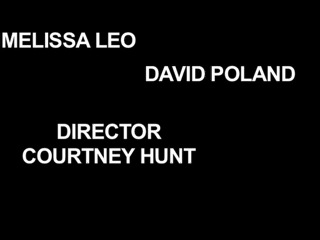 MELISSA LEO
DAVID POLAND
DIRECTOR
COURTNEY HUNT